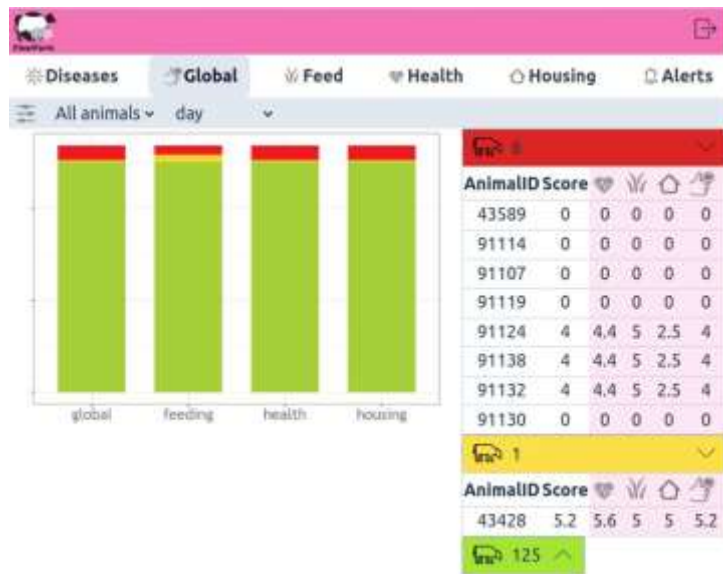 Diseases Global Feed Health Housing Alerts
All animals day
global feeding health housing
AnimalID Score
43589 0 0 0 0 0
91114 0 0 0 0 0
91107 0 0 0 0 0
91119 0 0 0 0 0
91124 4 4.4 5 2.5 4
91138 4 4.4 5 2.5 4
91132 4 4.4 5 2.5 4
91130 0 0 0 0 0
1
AnimalID Score
43428 5.2 5.6 5 5 5.2
125